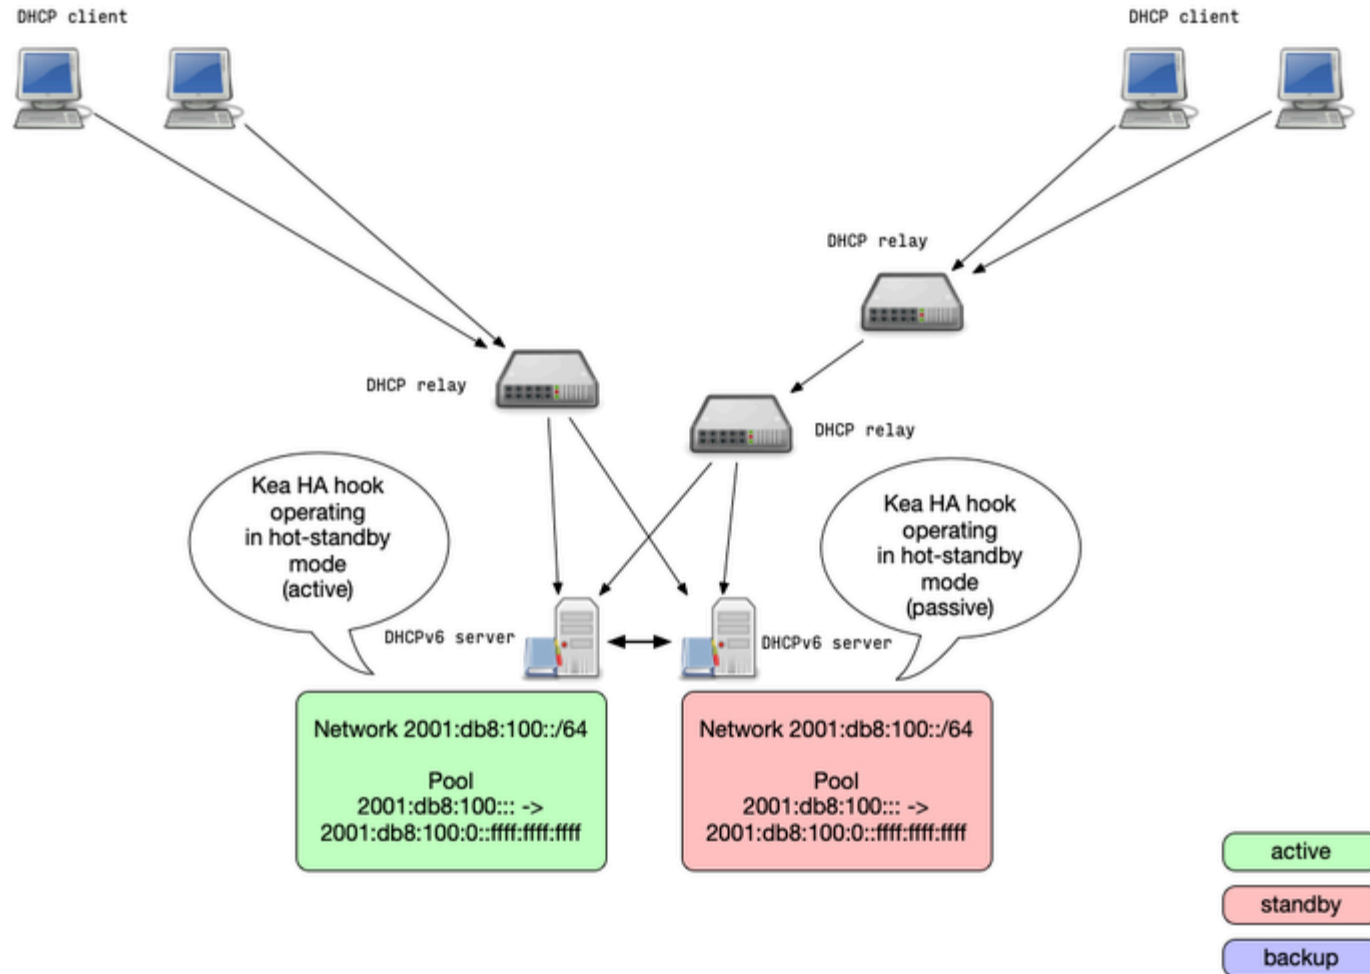 DHCP client
DHCP client
DHCP relay
DHCP relay
DHCP relay
Kea HA hook
operating
in hot-standby
mode
(active)
Kea HA hook
operating
in hot-standby
mode
(passive)
DHCPv6 server
DHCPv6 server
Network 2001:db8:100::/64
Pool
2001:db8:100::: ->
2001:db8:100:0::ffff:ffff:ffff
Network 2001:db8:100::/64
Pool
2001:db8:100::: ->
2001:db8:100:0::ffff:ffff:ffff
active
standby
backup